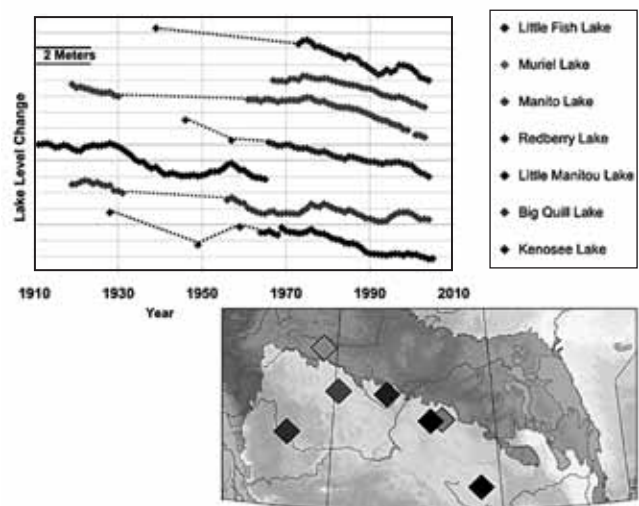 2 Meters
Lake Level Change
1910 1930 1950 1970 1990 2010
Year
Little Fish Lake
Muriel Lake
Manito Lake
Redberry Lake
Little Manitou Lake
Big Quill Lake
Kenosee Lake